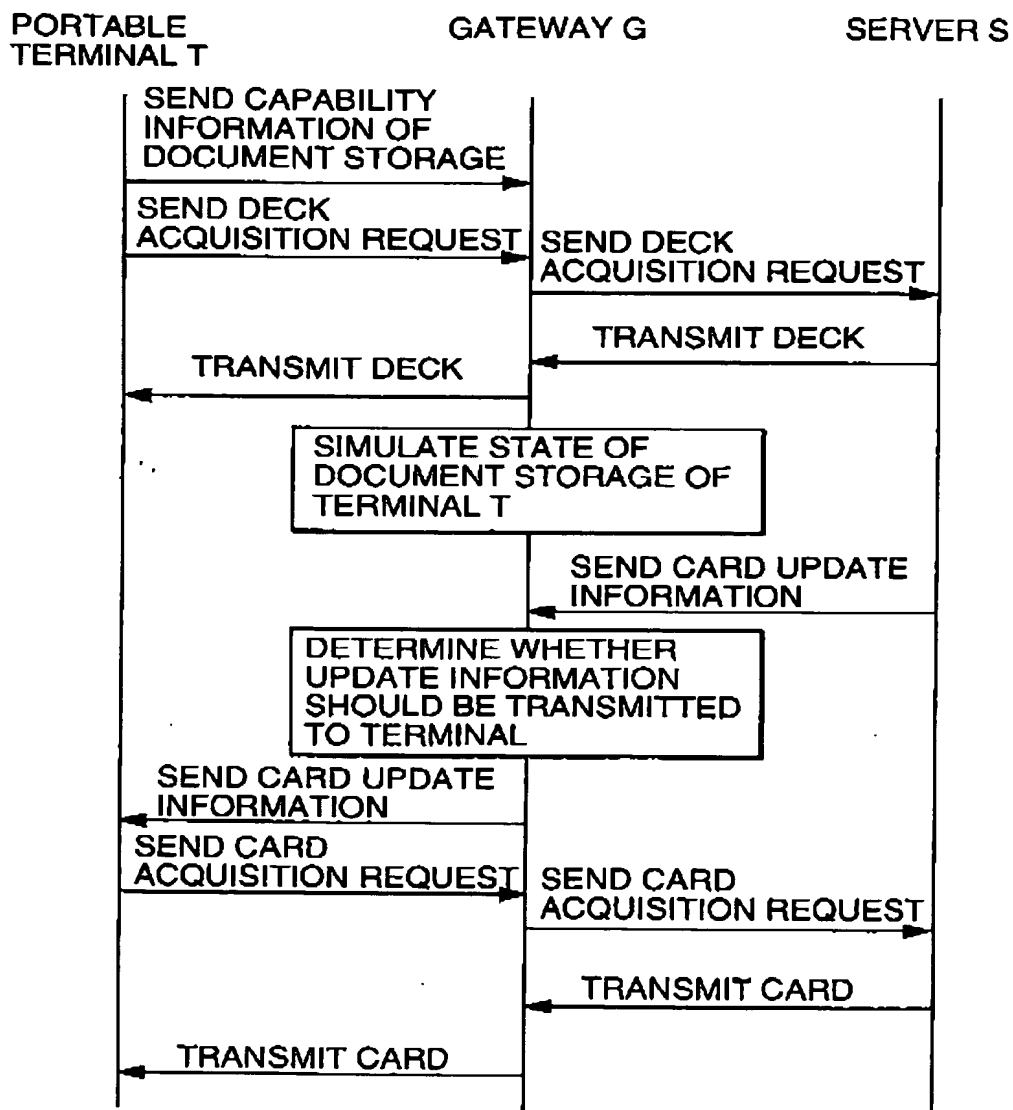 PORTABLE
TERMINAL T
GATEWAY G
SERVER S
SEND CAPABILITY
INFORMATION OF
DOCUMENT STORAGE
SEND DECK
ACQUISITION REQUEST
SEND DECK
ACQUISITION REQUEST
TRANSMIT DECK
TRANSMIT DECK
SIMULATE STATE OF
DOCUMENT STORAGE OF
TERMINAL T
SEND CARD UPDATE
INFORMATION
DETERMINE WHETHER
UPDATE INFORMATION
SHOULD BE TRANSMITTED
TO TERMINAL
SEND CARD UPDATE
INFORMATION
SEND CARD
ACQUISITION REQUEST
SEND CARD
ACQUISITION REQUEST
TRANSMIT CARD
TRANSMIT CARD